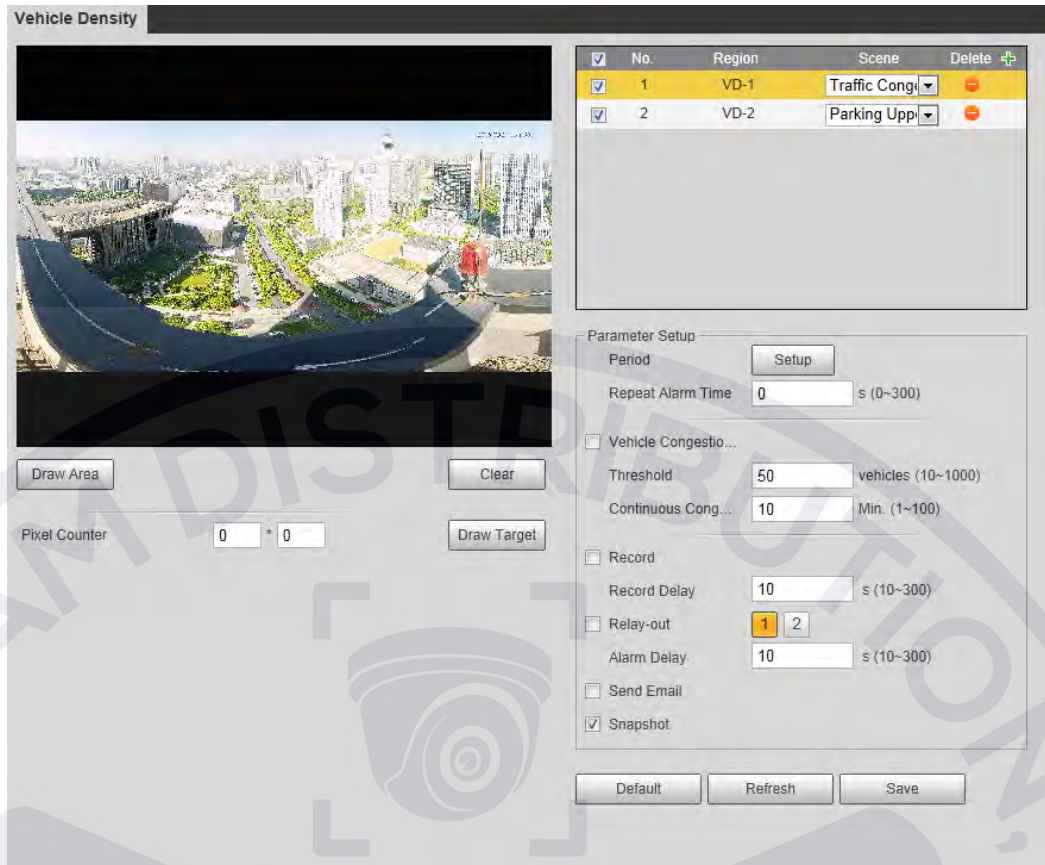 Vehicle Density
No. Region Scene Delete
1 VD-1 Traffic Conge
2 VD-2 Parking Upp
Parameter Setup
Period Setup
Repeat Alarm Time 0 s (0~300)
Vehicle Congestio...
Threshold 50 vehicles (10~1000)
Continuous Cong... 10 Min. (1~100)
Record
Record Delay 10 s (10~300)
Relay-out 1 2
Alarm Delay 10 s (10~300)
Send Email
Snapshot
Default Refresh Save
Draw Area Clear
Pixel Counter 0 * 0 Draw Target
AM DISTRIBUTION,